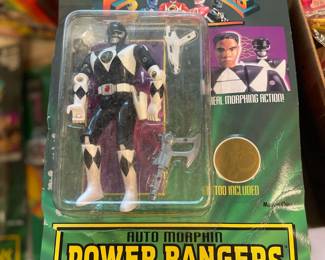 REAL MORPHING ACTION!
TATTOO INCLUDED
AUTO MORPHIN
POWER RANGERS